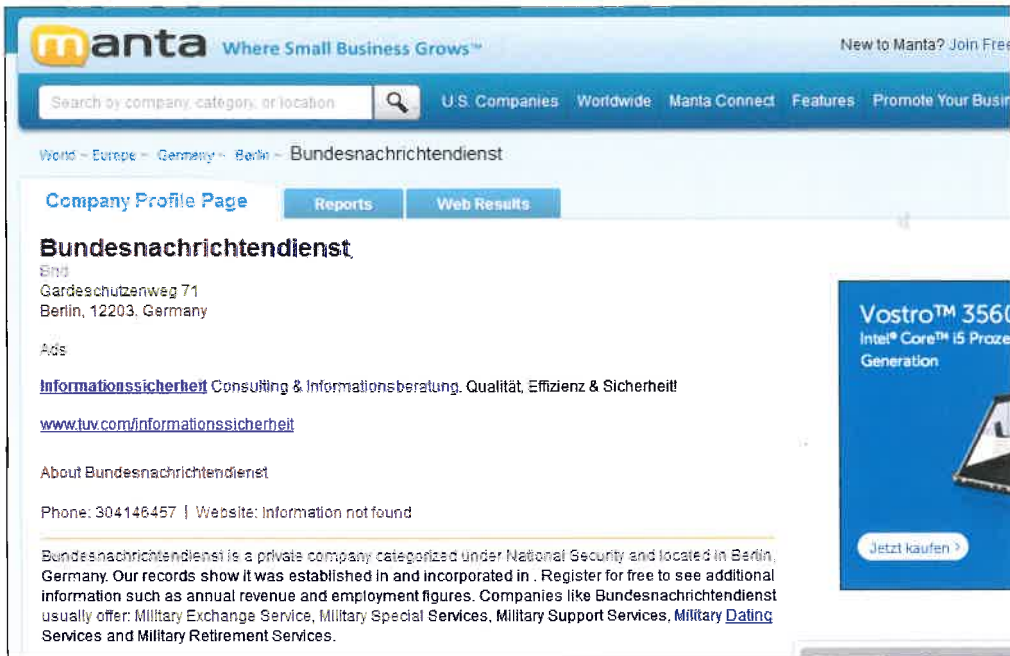 manta Where Small Business Grows™
New to Manta? Join Free
Search by company, category, or location
U.S. Companies Worldwide Manta Connect Features Promote Your Busin
World ~ Europe ~ Germany ~ Berlin ~ Bundesnachrichtendienst
Company Profile Page Reports Web Results
Bundesnachrichtendienst
Bnd
Gardeschutzenweg 71
Berlin, 12203, Germany
Ads
Informationssicherheit Consulting & Informationsberatung. Qualität, Effizienz & Sicherheit!
www.tuv.com/informationssicherheit
About Bundesnachrichtendienst
Phone: 304146457 | Website: Information not found
Bundesnachrichtendienst is a private company categorized under National Security and located in Berlin,
Germany. Our records show it was established in and incorporated in . Register for free to see additional
information such as annual revenue and employment figures. Companies like Bundesnachrichtendienst
usually offer: Military Exchange Service, Military Special Services, Military Support Services, Military Dating
Services and Military Retirement Services.
Vostro™ 3560
Intel® Core™ i5 Proze
Generation
Jetzt kaufen >